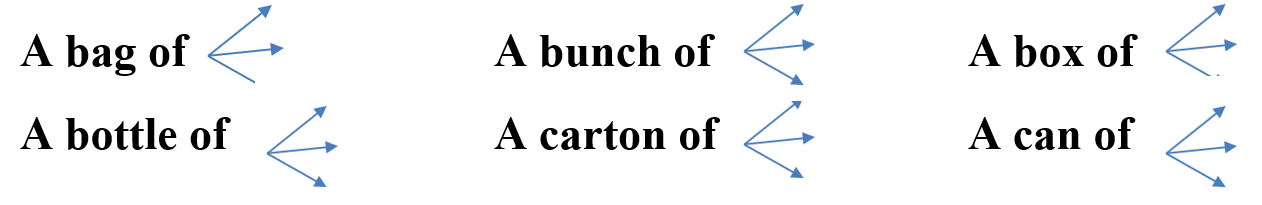 A bag of A bunch of A box of
A bottle of A carton of A can of